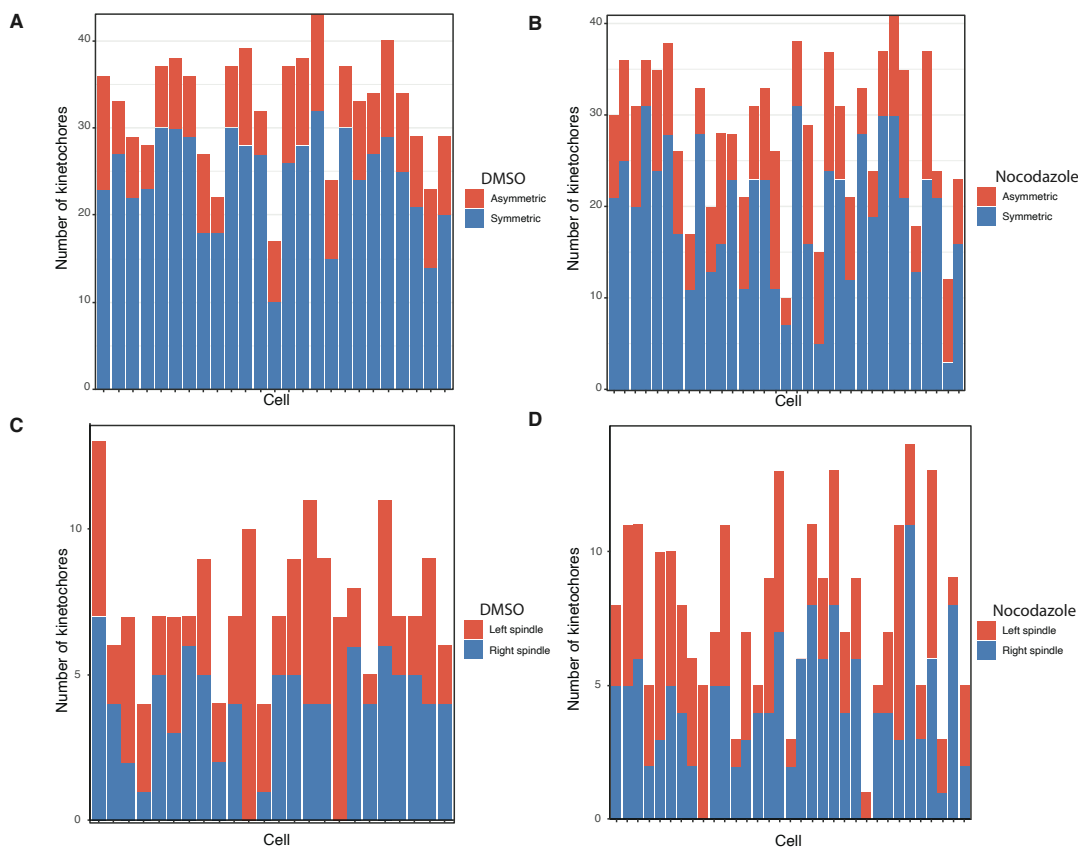 A
Number of kinetochores
40
30
20
10
0
Cell
DMSO
Asymmetric
Symmetric
B
Number of kinetochores
40
30
20
10
0
Cell
Nocodazole
Asymmetric
Symmetric
C
Number of kinetochores
10
5
0
Cell
DMSO
Left spindle
Right spindle
D
Number of kinetochores
10
5
0
Cell
Nocodazole
Left spindle
Right spindle